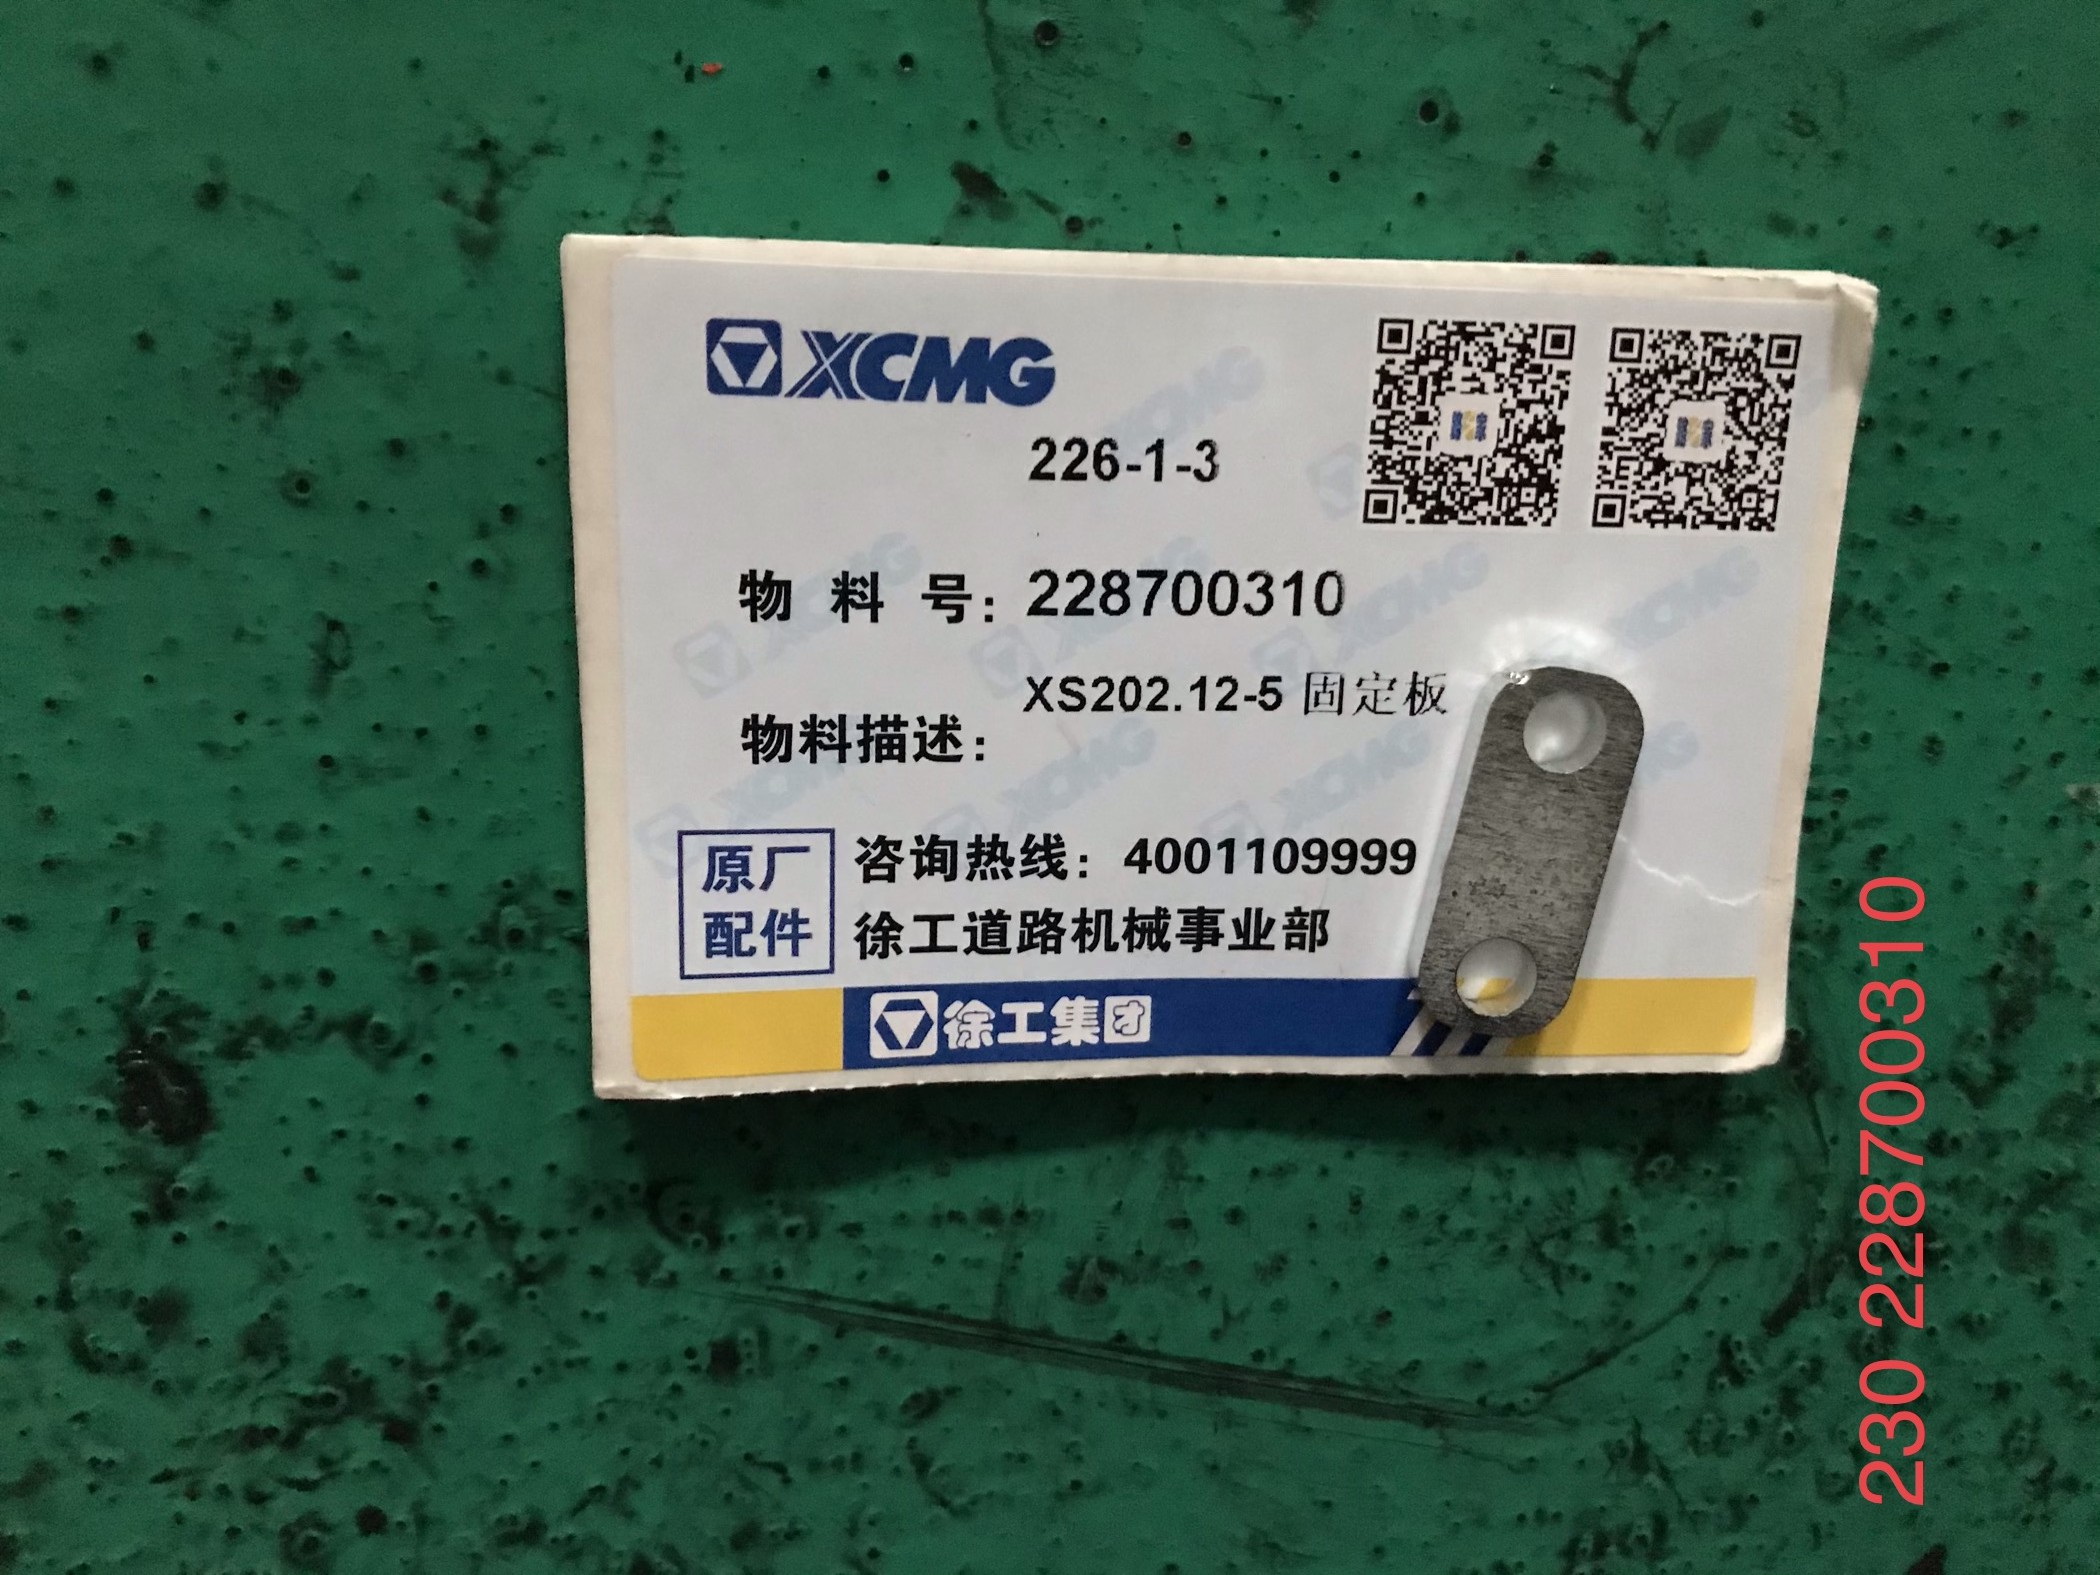 XCMG
226-1-3
物 料 号: 228700310
XS202.12-5 固定板
物料描述:
原厂
配件
咨询热线: 4001109999
徐工道路机械事业部
徐工集团
230 228700310